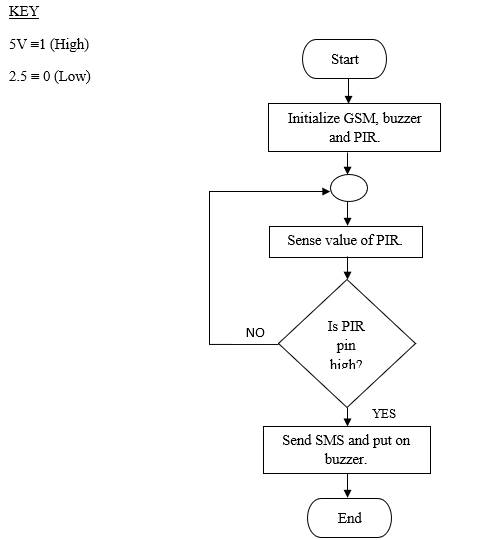 KEY
5V ≡1 (High)
2.5 ≡ 0 (Low)
Start
Initialize GSM, buzzer
and PIR.
Sense value of PIR.
Is PIR
pin
high?
NO
YES
Send SMS and put on
buzzer.
End